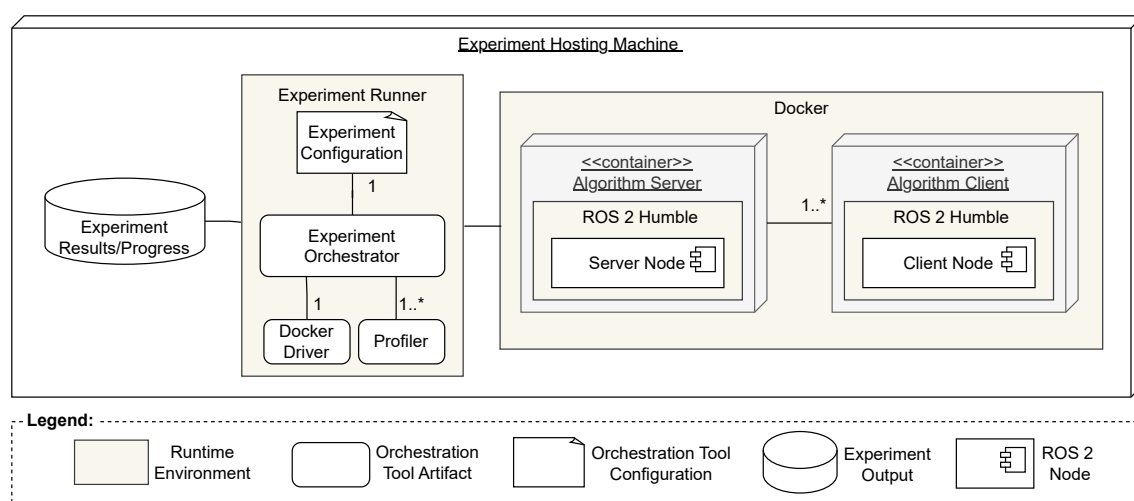 Experiment Hosting Machine
Experiment Runner
Experiment
Configuration
1
Experiment
Orchestrator
1
1..*
Docker
Driver
Profiler
Experiment
Results/Progress
Docker
<<container>>
Algorithm Server
ROS 2 Humble
Server Node
1..*
<<container>>
Algorithm Client
ROS 2 Humble
Client Node
Legend:
Runtime
Environment
Orchestration
Tool Artifact
Orchestration Tool
Configuration
Experiment
Output
ROS 2
Node